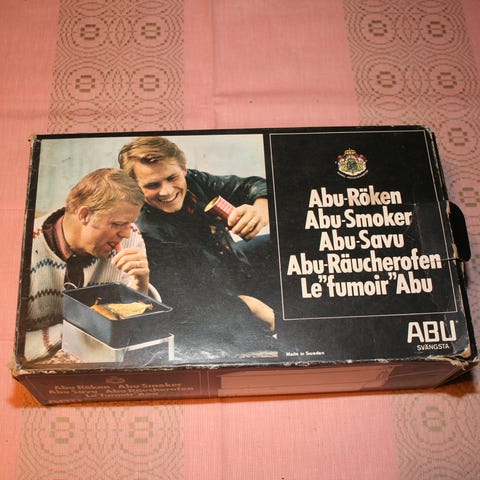 Abu-Röken
Abu-Smoker
Abu-Savu
Abu-Räucherofen
Le"fumoir"Abu
ABU
SVÄNGSTA
Made in Sweden
Abu-Röken Abu-Smoker
Abu-Savu Abu-Räucherofen
Le"fumoir"Abu